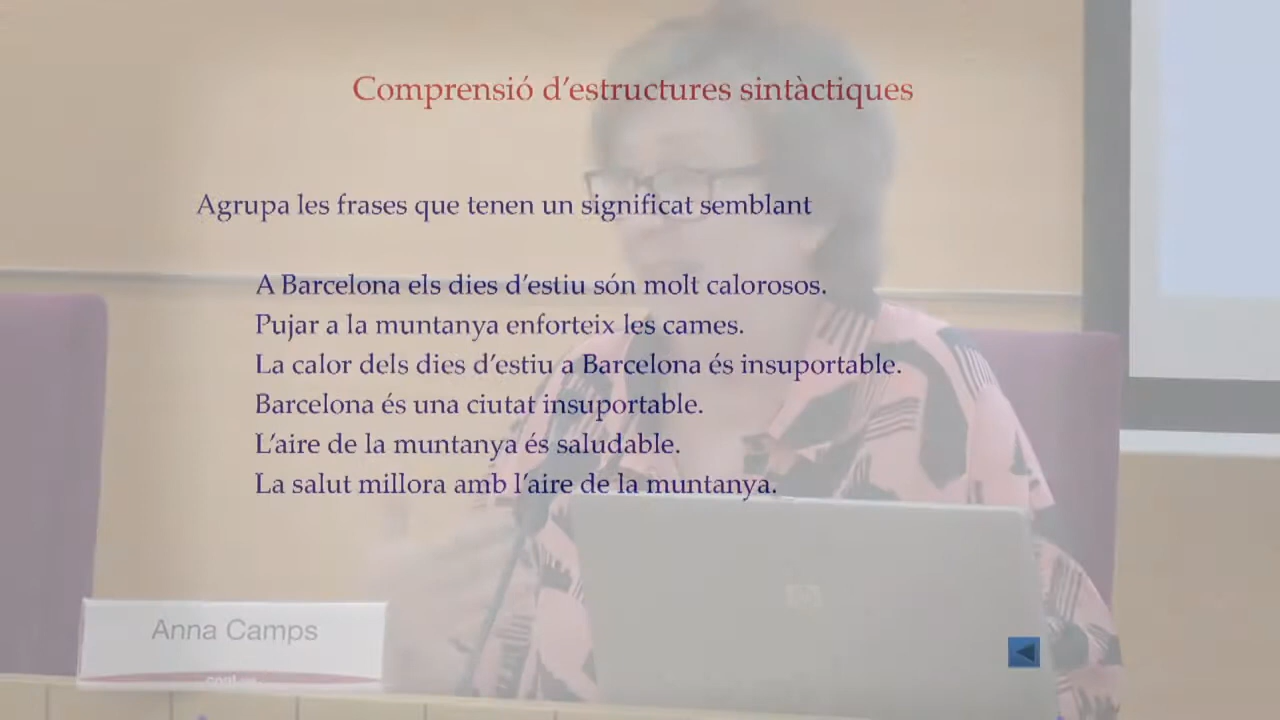 Comprensió d'estructures sintàctiques
Agrupa les frases que tenen un significat semblant
A Barcelona els dies d'estiu són molt calorosos.
Pujar a la muntanya enforteix les cames.
La calor dels dies d'estiu a Barcelona és insuportable.
Barcelona és una ciutat insuportable.
L'aire de la muntanya és saludable.
La salut millora amb l'aire de la muntanya.
Anna Camps